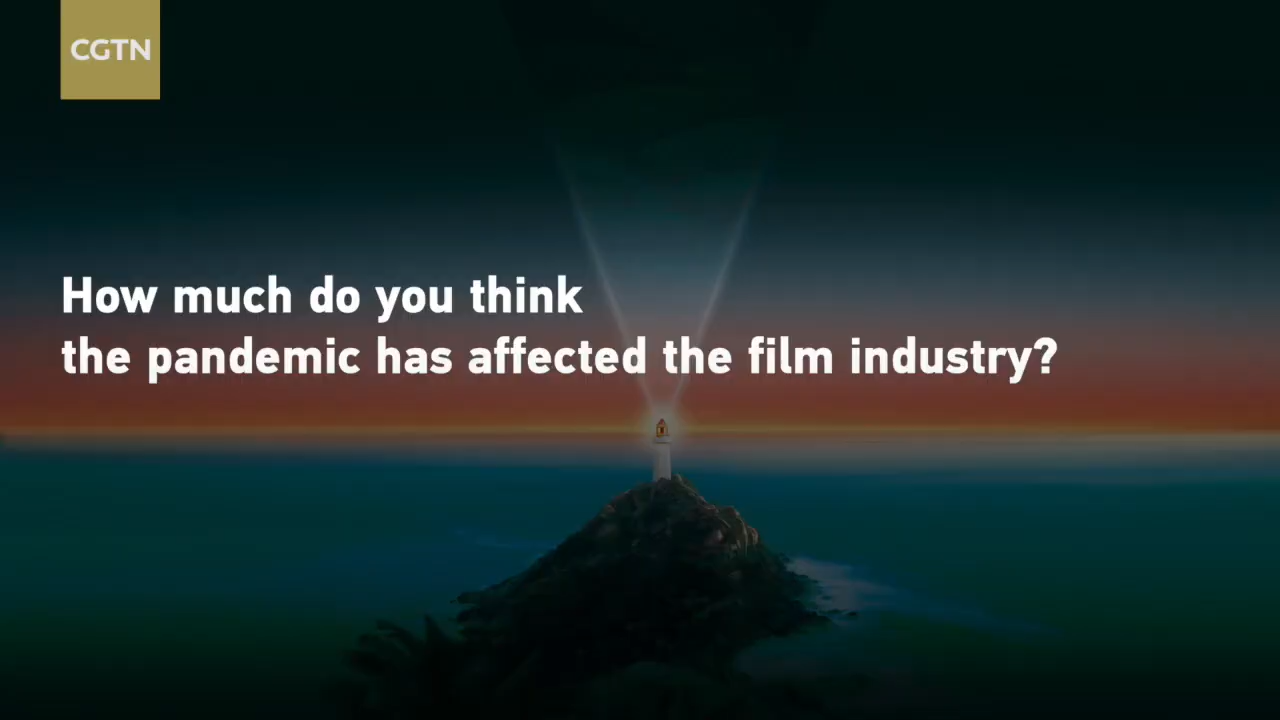 CGTN
How much do you think
the pandemic has affected the film industry?